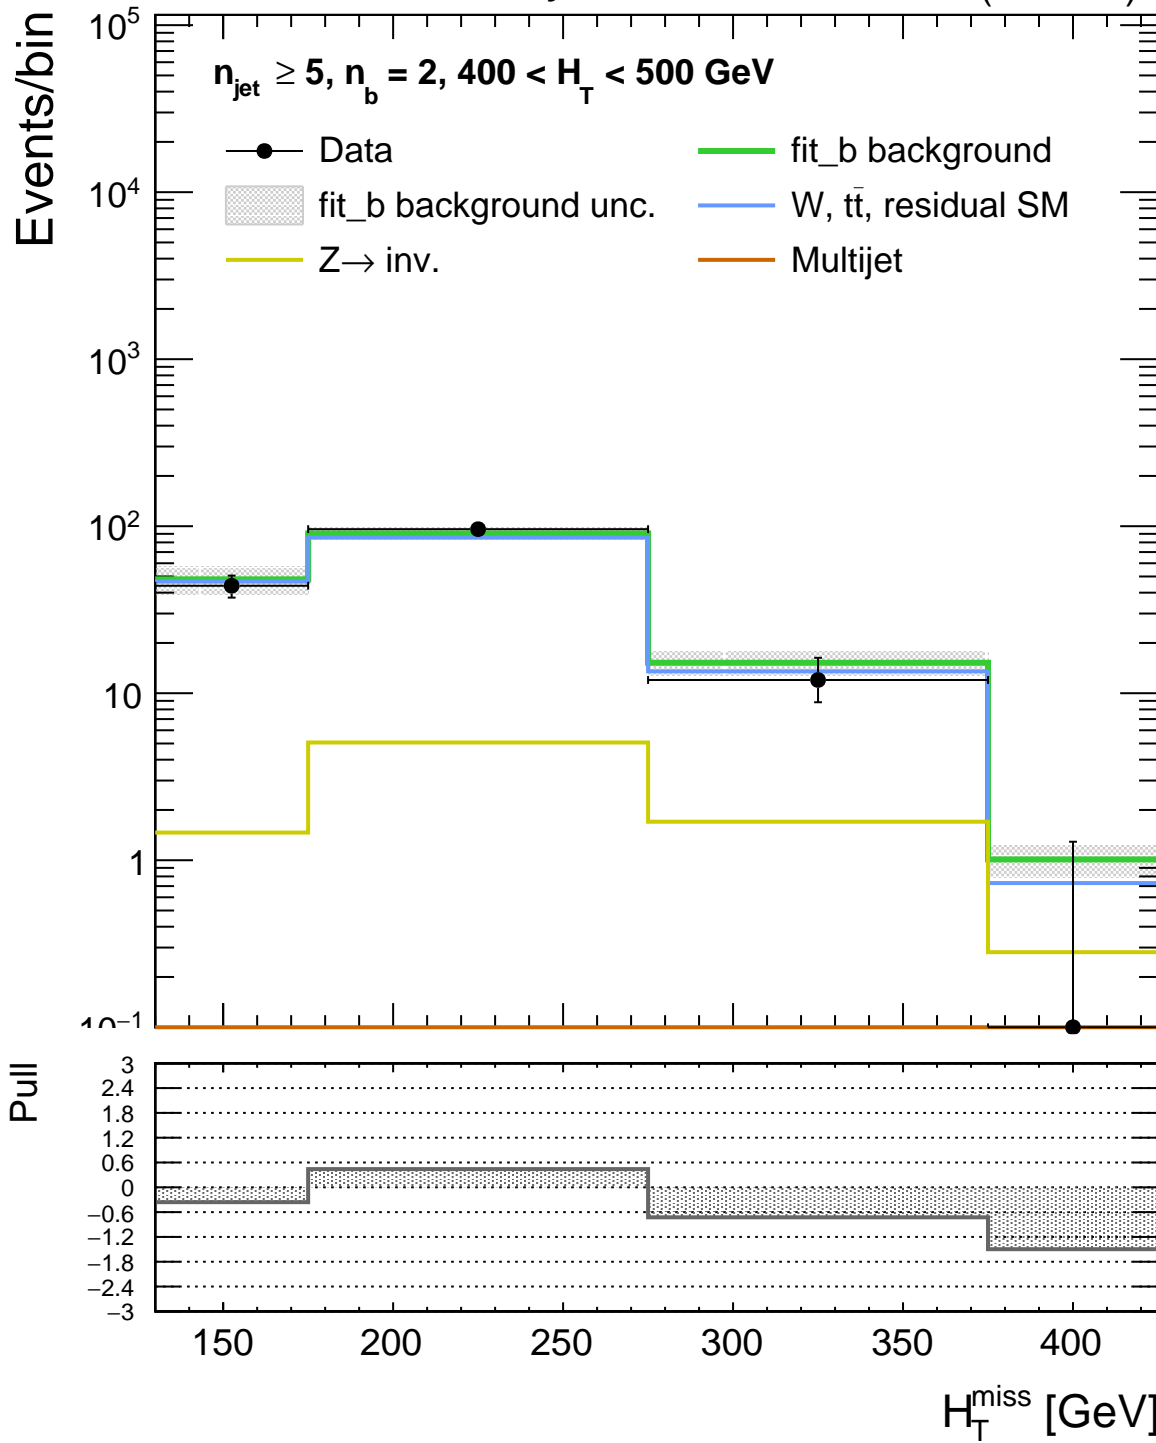 n_jet ≥ 5, n_b = 2, 400 < H_T < 500 GeV
Data
fit_b background
fit_b background unc.
W, tt̄, residual SM
Z→ inv.
Multijet
Events/bin
10^5
10^4
10^3
10^2
10
1
10^−1
Pull
3
2.4
1.8
1.2
0.6
0
−0.6
−1.2
−1.8
−2.4
−3
150 200 250 300 350 400
H_T^miss [GeV]